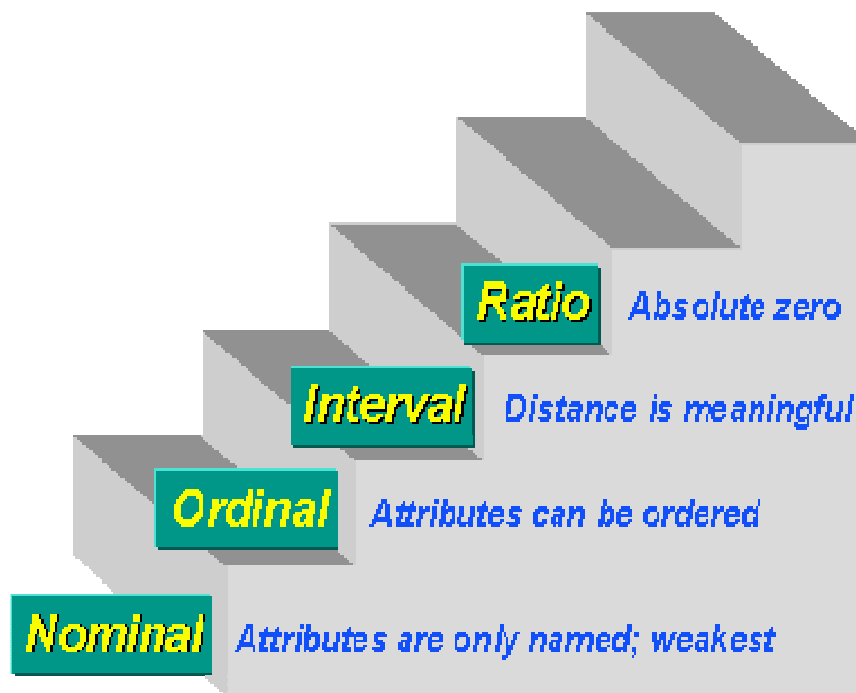 Ratio Absolute zero
Interval Distance is meaningful
Ordinal Attributes can be ordered
Nominal Attributes are only named; weakest